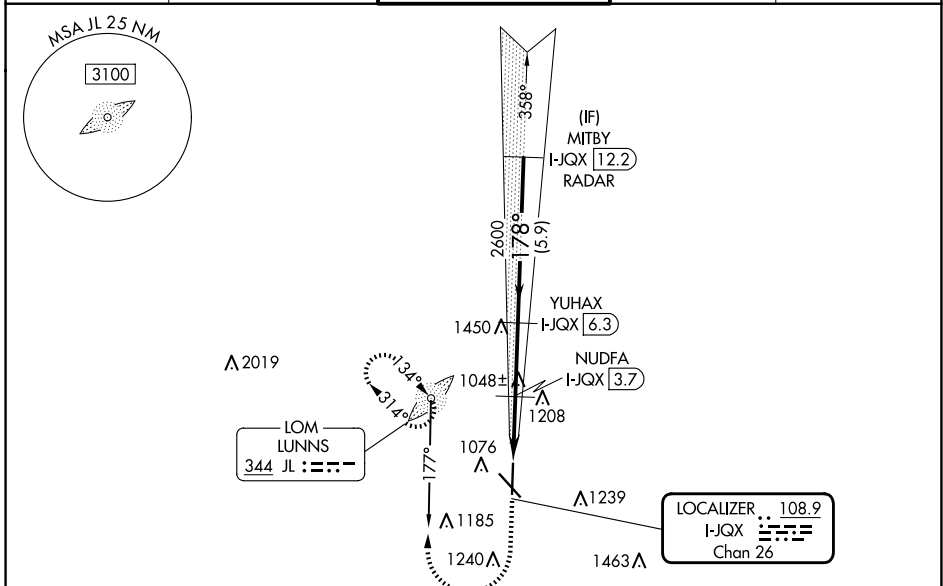 MSA JL 25 NM
3100
358°
(IF)
MITBY
I-JQX 12.2
RADAR
2600
178°
(5.9)
YUHAX
I-JQX 6.3
1450
NUDFA
I-JQX 3.7
2019
134°
314°
1048±
1208
LOM
LUNNS
344 JL
177°
1076
1239
LOCALIZER 108.9
I-JQX
Chan 26
1185
1240
1463